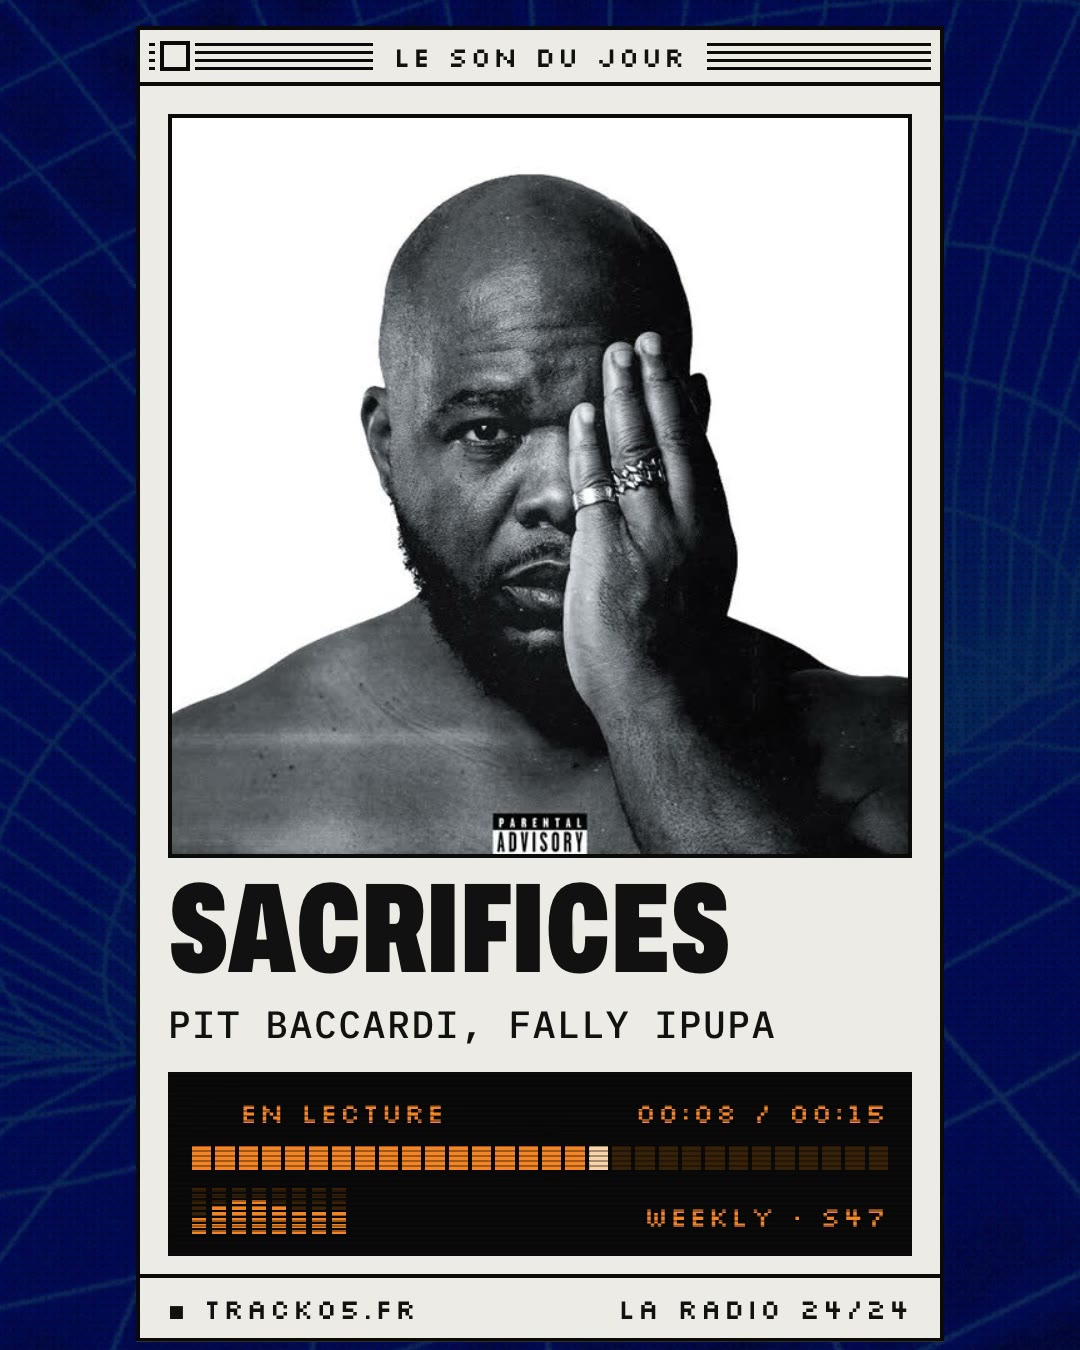 LE SON DU JOUR
PARENTAL
ADVISORY
SACRIFICES
PIT BACCARDI, FALLY IPUPA
EN LECTURE 00:08 / 00:15
WEEKLY · S47
■ TRACK05.FR LA RADIO 24/24